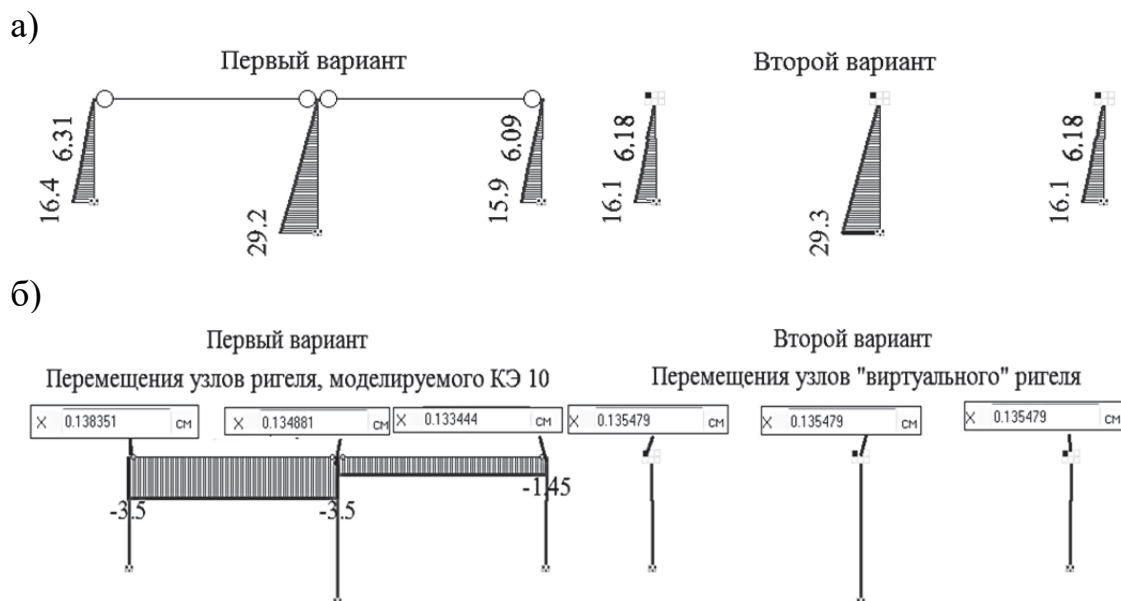 а)
Первый вариант
Второй вариант
6.31
16.4
29.2
6.09
15.9
6.18
16.1
29.3
6.18
16.1
б)
Первый вариант
Второй вариант
Перемещения узлов ригеля, моделируемого КЭ 10
Перемещения узлов "виртуального" ригеля
X 0.138351 см
X 0.134881 см
X 0.133444 см
X 0.135479 см
X 0.135479 см
X 0.135479 см
-3.5
-3.5
-1.45